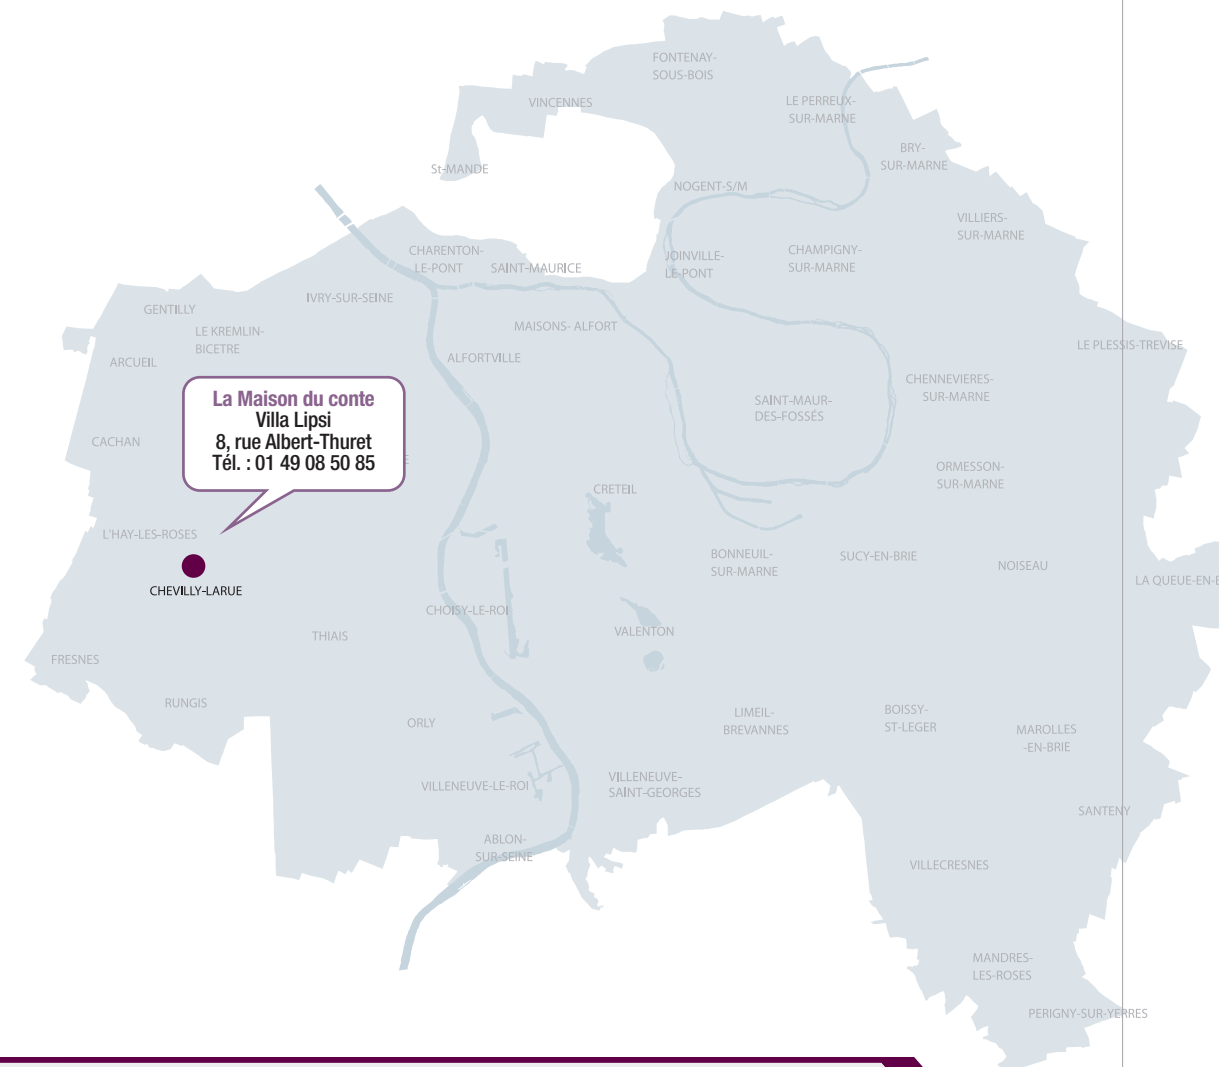 FONTENAY-
SOUS-BOIS
VINCENNES
LE PERREUX-
SUR-MARNE
BRY-
SUR-MARNE
St-MANDE
NOGENT-S/M
VILLIERS-
SUR-MARNE
CHARENTON-
LE-PONT
SAINT-MAURICE
JOINVILLE-
LE-PONT
CHAMPIGNY-
SUR-MARNE
IVRY-SUR-SEINE
GENTILLY
LE KREMLIN-
BICETRE
MAISONS- ALFORT
ARCUEIL
ALFORTVILLE
LE PLESSIS-TREVISE
CHENNEVIERES-
SUR-MARNE
SAINT-MAUR-
DES-FOSSÉS
La Maison du conte
Villa Lipsi
8, rue Albert-Thuret
Tél. : 01 49 08 50 85
CACHAN
E
ORMESSON-
SUR-MARNE
CRETEIL
L'HAY-LES-ROSES
BONNEUIL-
SUR-MARNE
SUCY-EN-BRIE
NOISEAU
LA QUEUE-EN-B
CHEVILLY-LARUE
CHOISY-LE-ROI
VALENTON
THIAIS
FRESNES
RUNGIS
ORLY
LIMEIL-
BREVANNES
BOISSY-
ST-LEGER
MAROLLES
-EN-BRIE
VILLENEUVE-LE-ROI
VILLENEUVE-
SAINT-GEORGES
SANTENY
ABLON-
SUR-SEINE
VILLECRESNES
MANDRES-
LES-ROSES
PERIGNY-SUR-YERRES